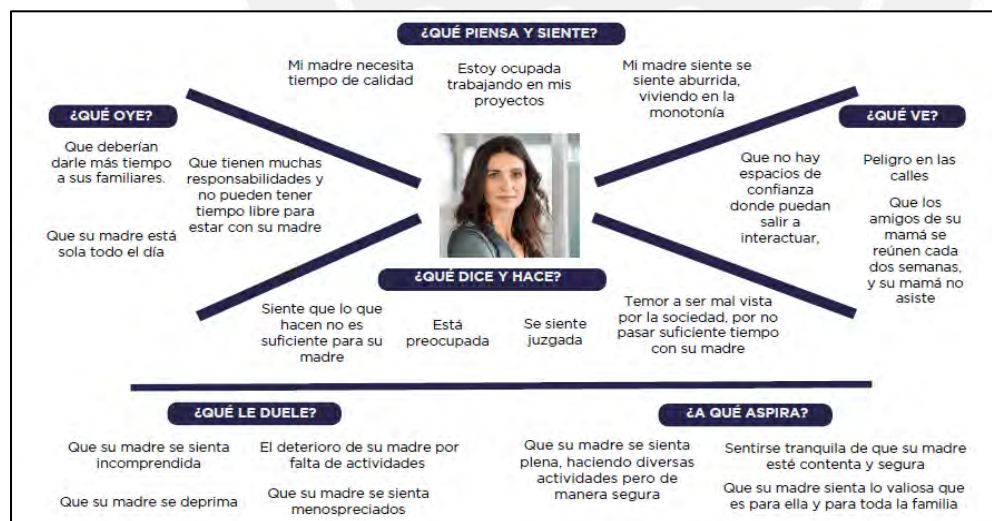 ¿QUÉ PIENSA Y SIENTE?
Mi madre necesita
tiempo de calidad
Estoy ocupada
trabajando en mis
proyectos
Mi madre siente se
siente aburrida,
viviendo en la
monotonía
¿QUÉ OYE?
Que deberían
darle más tiempo
a sus familiares.
Que su madre está
sola todo el día
Que tienen muchas
responsabilidades y
no pueden tener
tiempo libre para
estar con su madre
¿QUÉ VE?
Que no hay
espacios de
confianza
donde puedan
salir a
interactuar,
Peligro en las
calles
Que los
amigos de su
mamá se
reúnen cada
dos semanas,
y su mamá no
asiste
¿QUÉ DICE Y HACE?
Siente que lo que
hacen no es
suficiente para su
madre
Está
preocupada
Se siente
juzgada
Temor a ser mal vista
por la sociedad, por no
pasar suficiente tiempo
con su madre
¿QUÉ LE DUELE?
Que su madre se sienta
incomprendida
El deterioro de su madre por
falta de actividades
Que su madre se deprima
Que su madre se sienta
menospreciados
¿A QUÉ ASPIRA?
Que su madre se sienta
plena, haciendo diversas
actividades pero de
manera segura
Sentirse tranquila de que su madre
esté contenta y segura
Que su madre sienta lo valiosa que
es para ella y para toda la familia